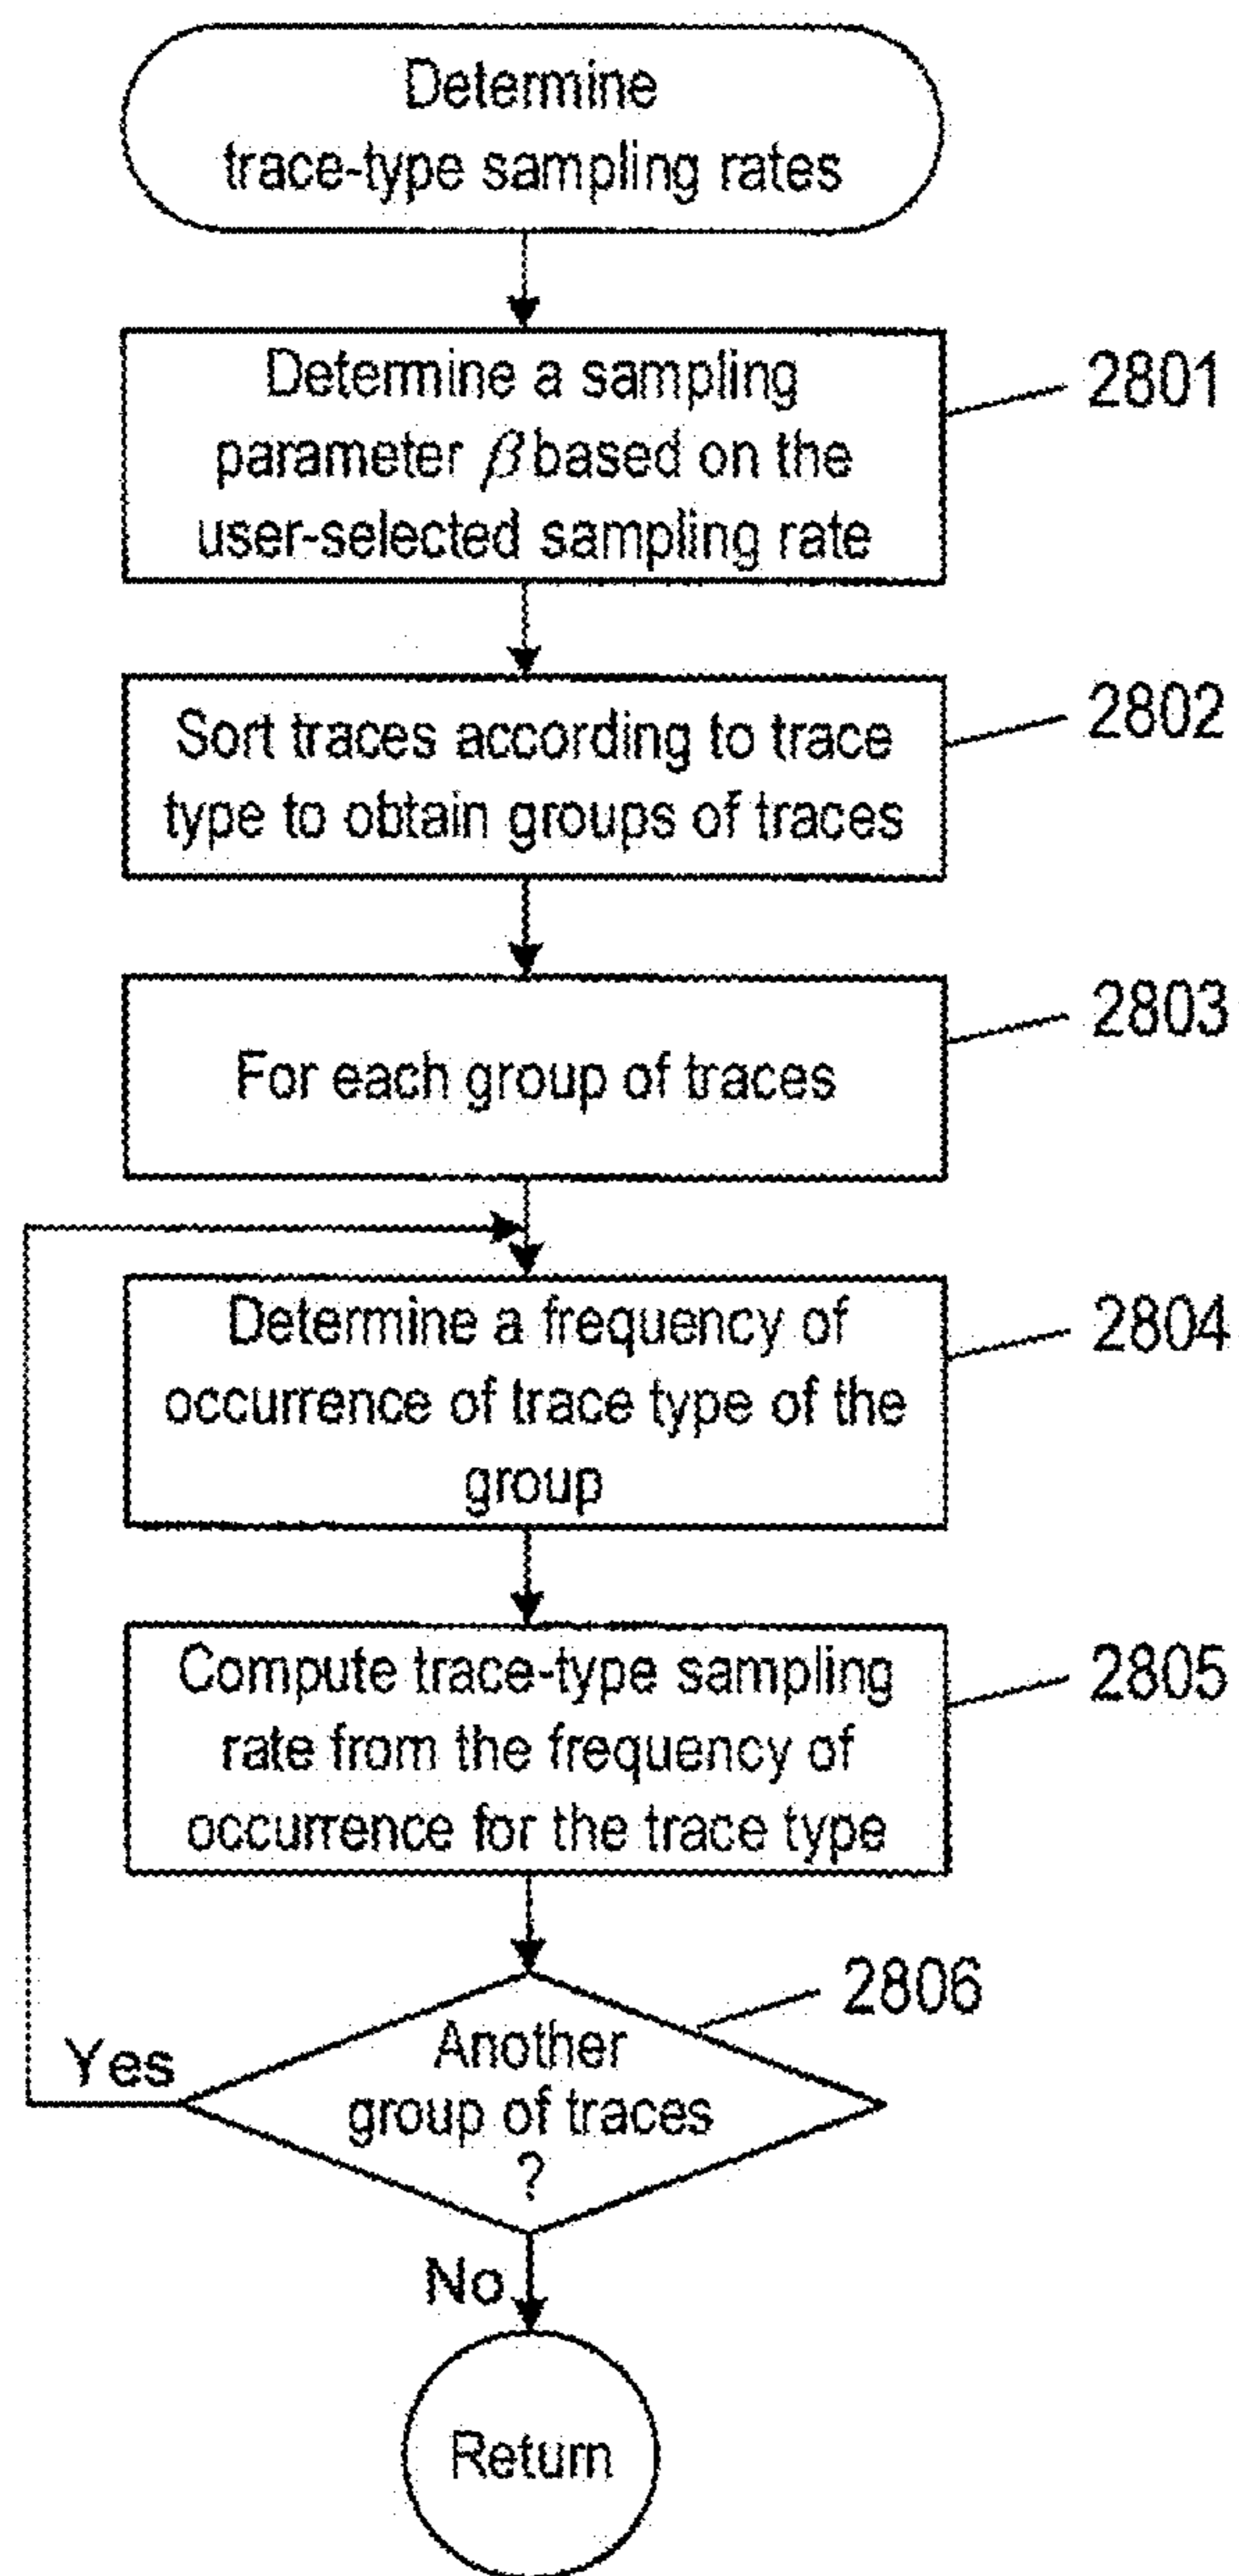 Determine
trace-type sampling rates
Determine a sampling
parameter β based on the
user-selected sampling rate
2801
Sort traces according to trace
type to obtain groups of traces
2802
For each group of traces
2803
Determine a frequency of
occurrence of trace type of the
group
2804
Compute trace-type sampling
rate from the frequency of
occurrence for the trace type
2805
Another
group of traces
?
2806
Yes
No
Return